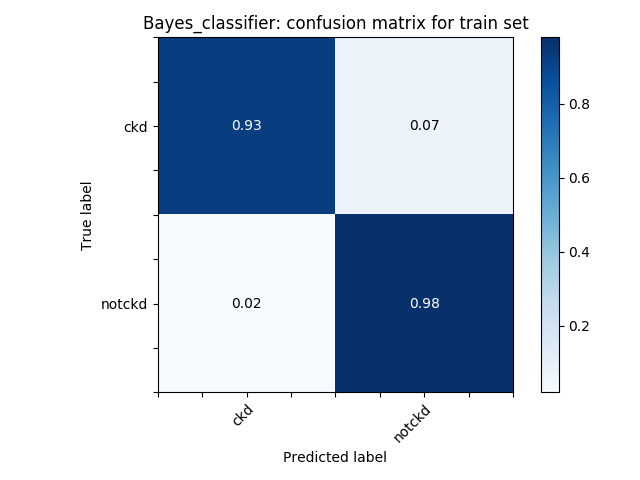 Bayes_classifier: confusion matrix for train set
ckd
0.93
0.07
0.8
0.6
True label
0.4
notckd
0.02
0.98
0.2
ckd
notckd
Predicted label